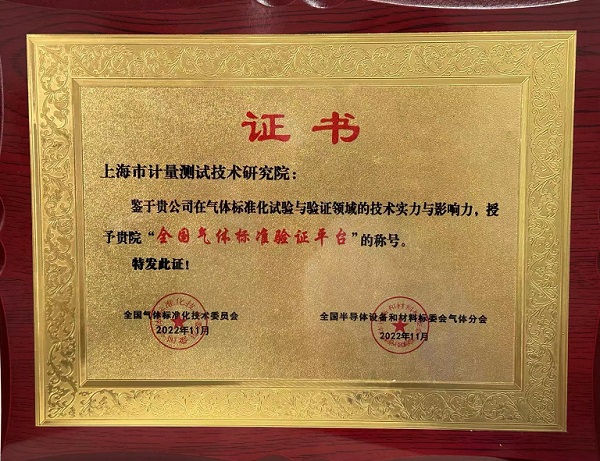 证书
上海市计量测试技术研究院：
鉴于贵公司在气体标准化试验与验证领域的技术实力与影响力，授
予贵院“全国气体标准验证平台”的称号。
特发此证！
全国气体标准化技术委员会
2022年11月
全国半导体设备和材料标委会气体分会
2022年11月